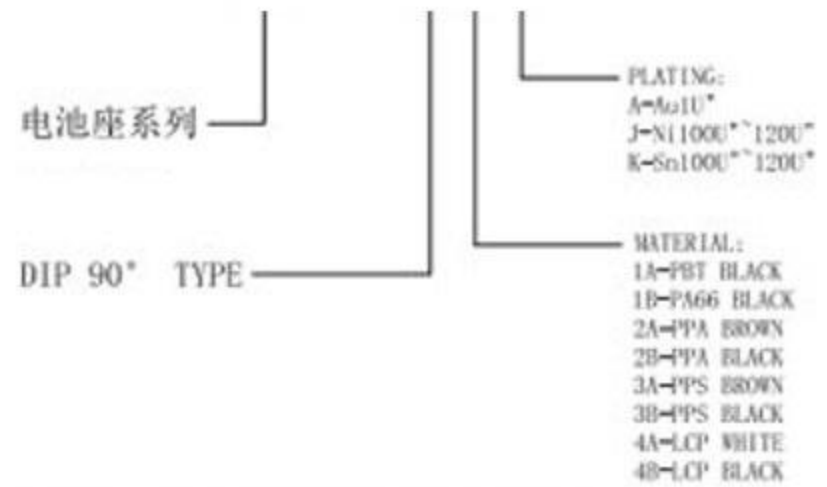 电池座系列
DIP 90° TYPE
PLATING:
A-Au1U"
J-Ni100U"~120U"
K-Sn100U"~120U"
MATERIAL:
1A-PBT BLACK
1B-PA66 BLACK
2A-PPA BROWN
2B-PPA BLACK
3A-PPS BROWN
3B-PPS BLACK
4A-LCP WHITE
4B-LCP BLACK